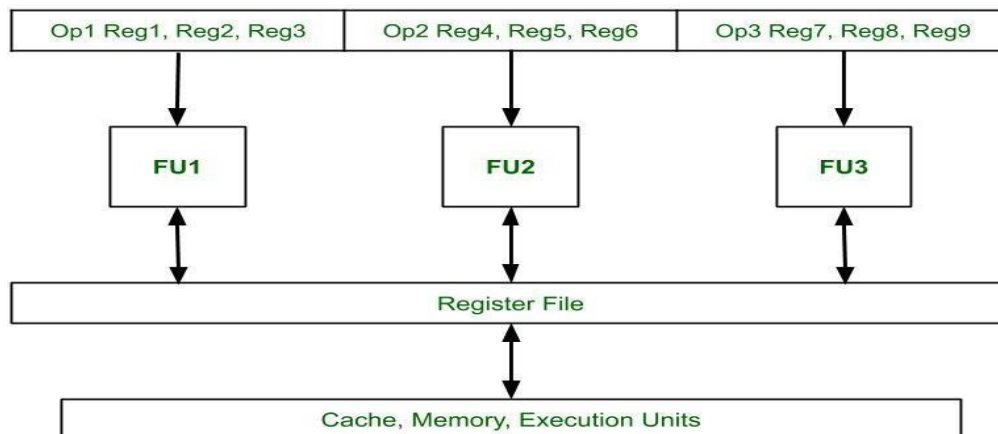 Op1 Reg1, Reg2, Reg3 Op2 Reg4, Reg5, Reg6 Op3 Reg7, Reg8, Reg9
FU1 FU2 FU3
Register File
Cache, Memory, Execution Units